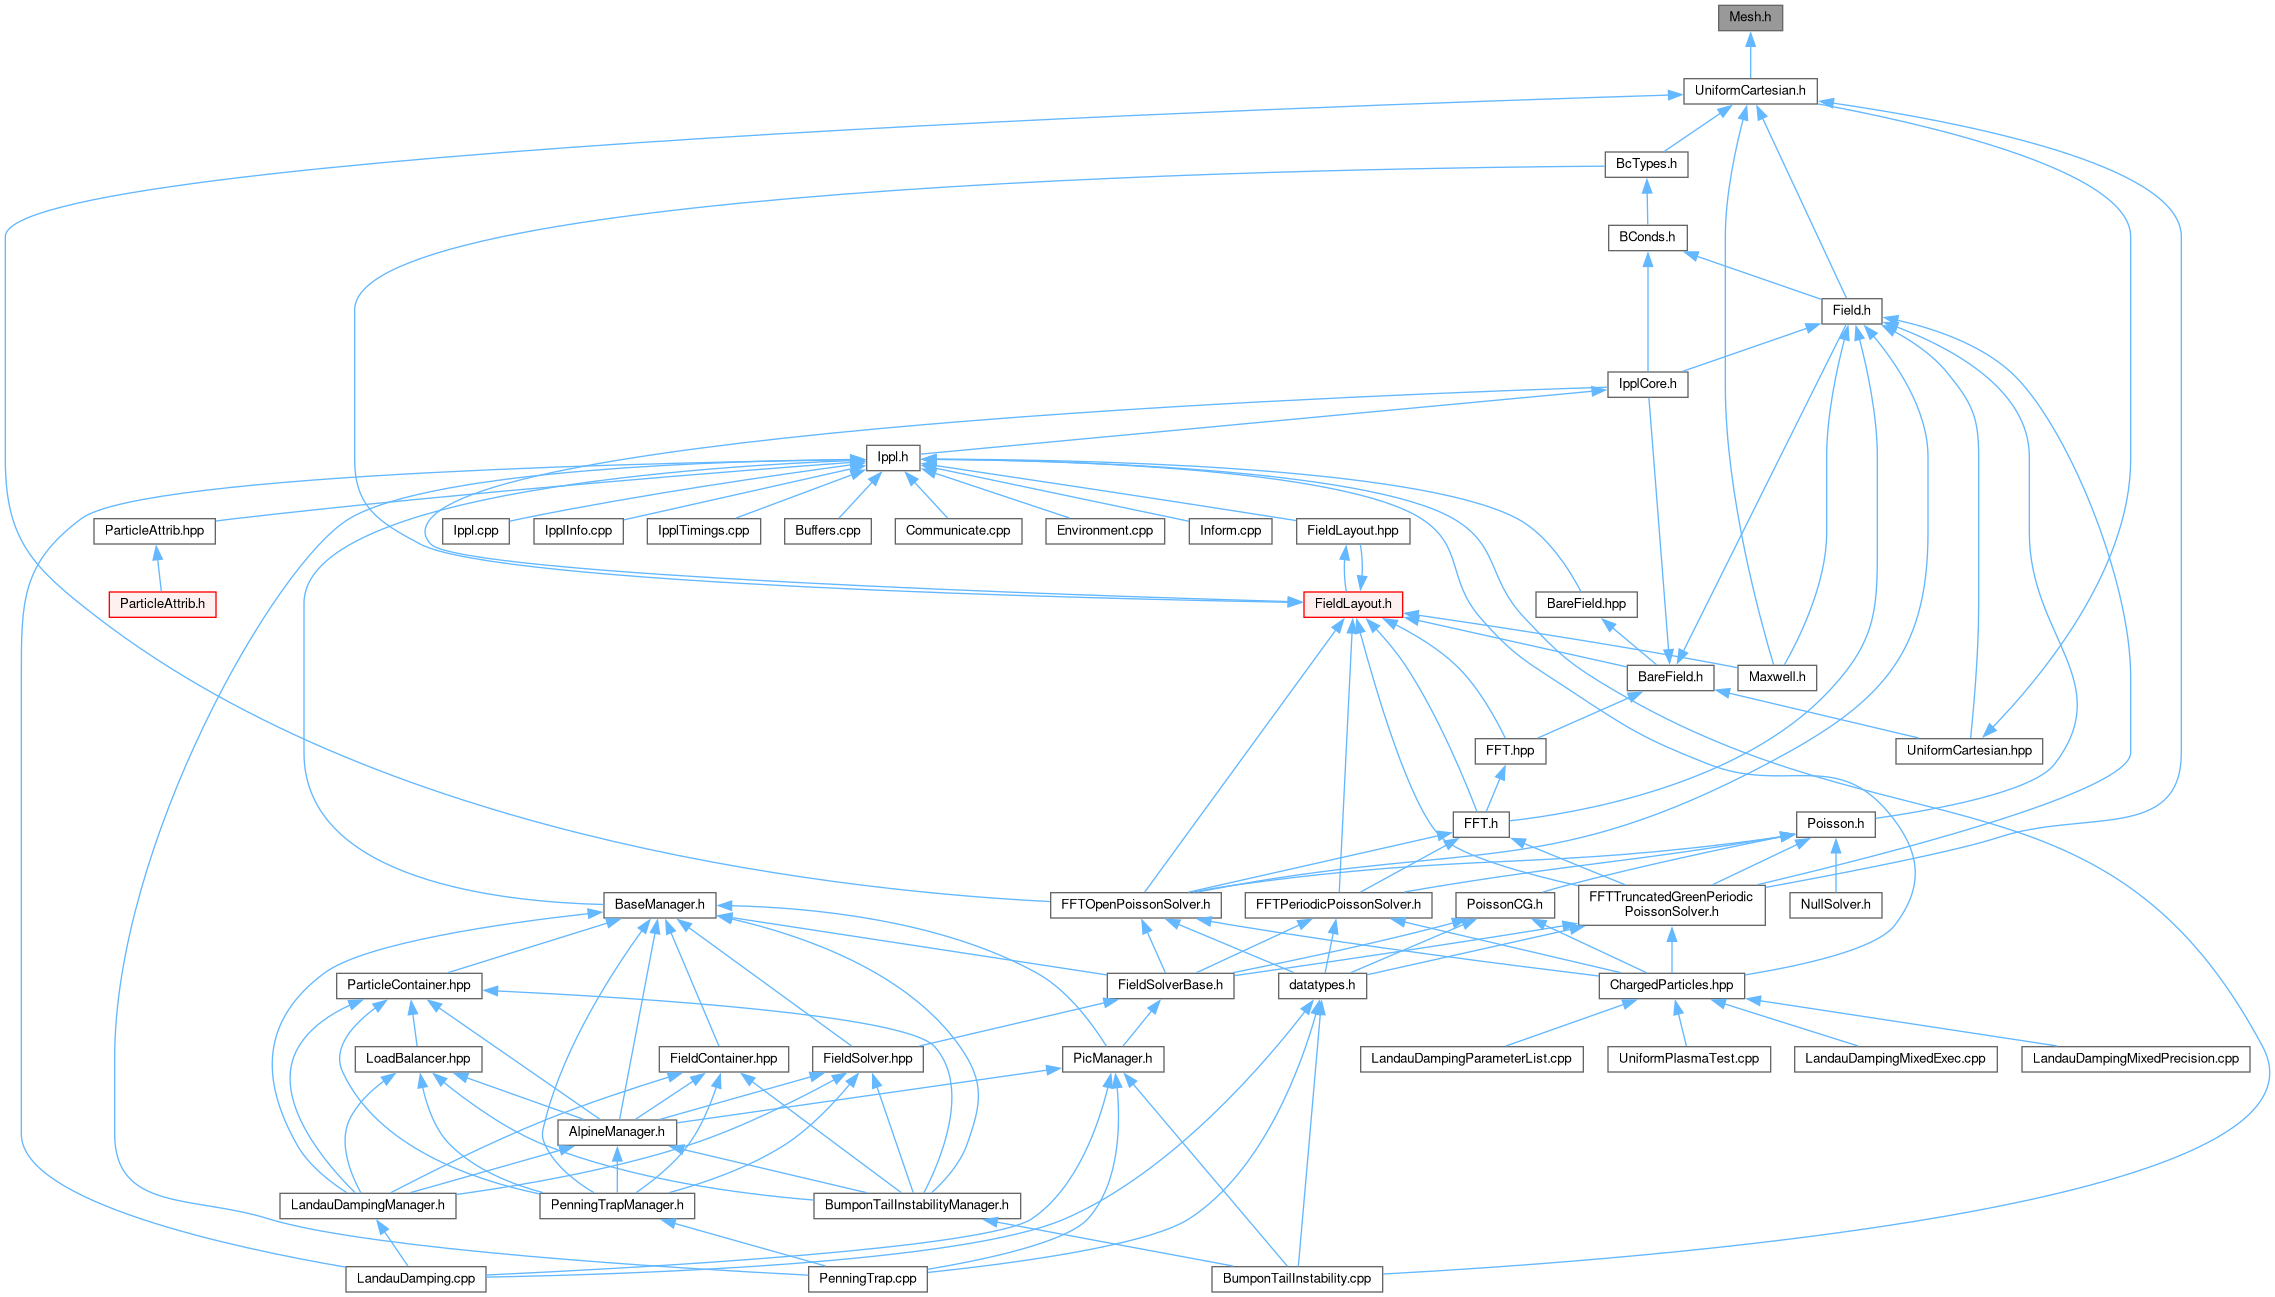 Mesh.h
UniformCartesian.h
BcTypes.h
BConds.h
Field.h
IpplCore.h
Ippl.h
ParticleAttrib.hpp
Ippl.cpp
IpplInfo.cpp
IpplTimings.cpp
Buffers.cpp
Communicate.cpp
Environment.cpp
Inform.cpp
FieldLayout.hpp
ParticleAttrib.h
FieldLayout.h
BareField.hpp
BareField.h
Maxwell.h
FFT.hpp
UniformCartesian.hpp
FFT.h
Poisson.h
BaseManager.h
FFTOpenPoissonSolver.h
FFTPeriodicPoissonSolver.h
PoissonCG.h
FFTTruncatedGreenPeriodic
PoissonSolver.h
NullSolver.h
ParticleContainer.hpp
FieldSolverBase.h
datatypes.h
ChargedParticles.hpp
LoadBalancer.hpp
FieldContainer.hpp
FieldSolver.hpp
PicManager.h
LandauDampingParameterList.cpp
UniformPlasmaTest.cpp
LandauDampingMixedExec.cpp
LandauDampingMixedPrecision.cpp
AlpineManager.h
LandauDampingManager.h
PenningTrapManager.h
BumponTailInstabilityManager.h
LandauDamping.cpp
PenningTrap.cpp
BumponTailInstability.cpp